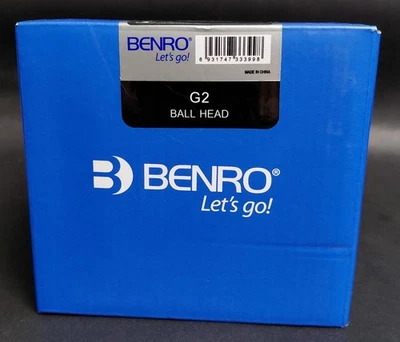 BENRO®
Let's go!
6 931747 333998
MADE IN CHINA
G2
BALL HEAD
BENRO®
Let's go!